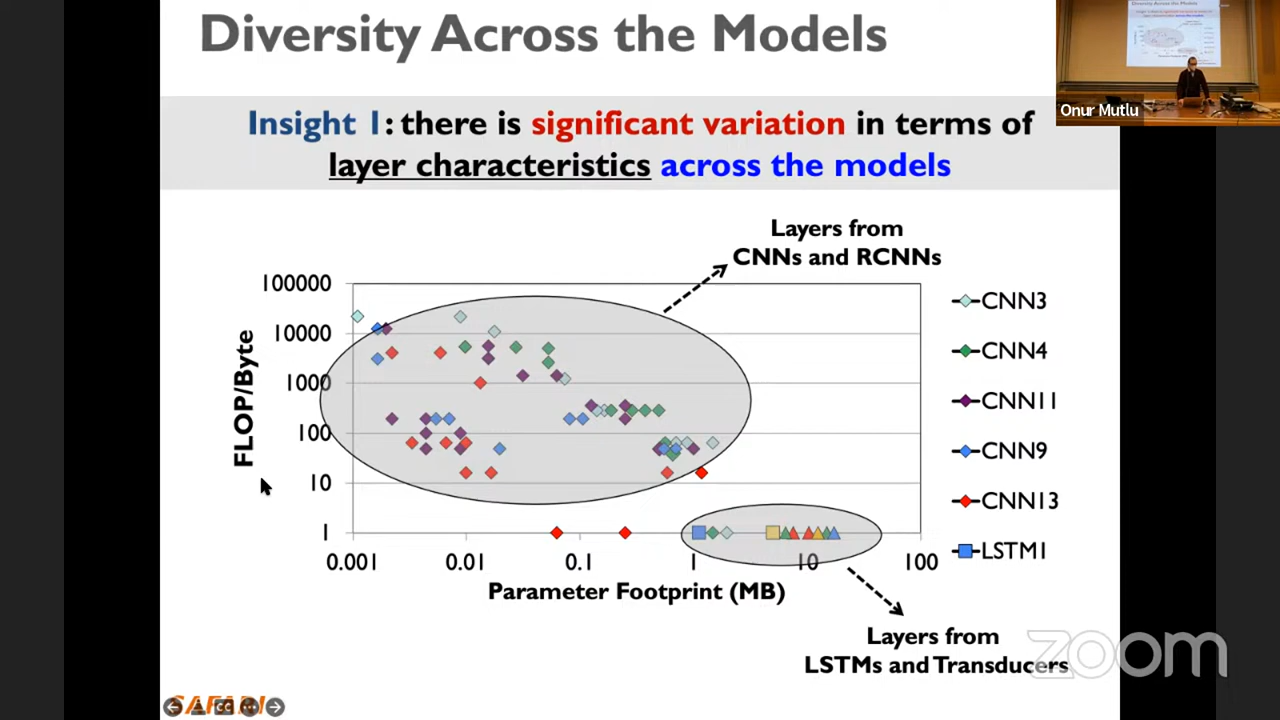 Diversity Across the Models
Onur Mutlu
Insight 1: there is significant variation in terms of
layer characteristics across the models
Layers from
CNNs and RCNNs
100000
10000
1000
100
10
1
FLOP/Byte
0.001 0.01 0.1 1 10 100
Parameter Footprint (MB)
CNN3
CNN4
CNN11
CNN9
CNN13
LSTM1
Layers from
LSTMs and Transducers
zoom
SAFARI